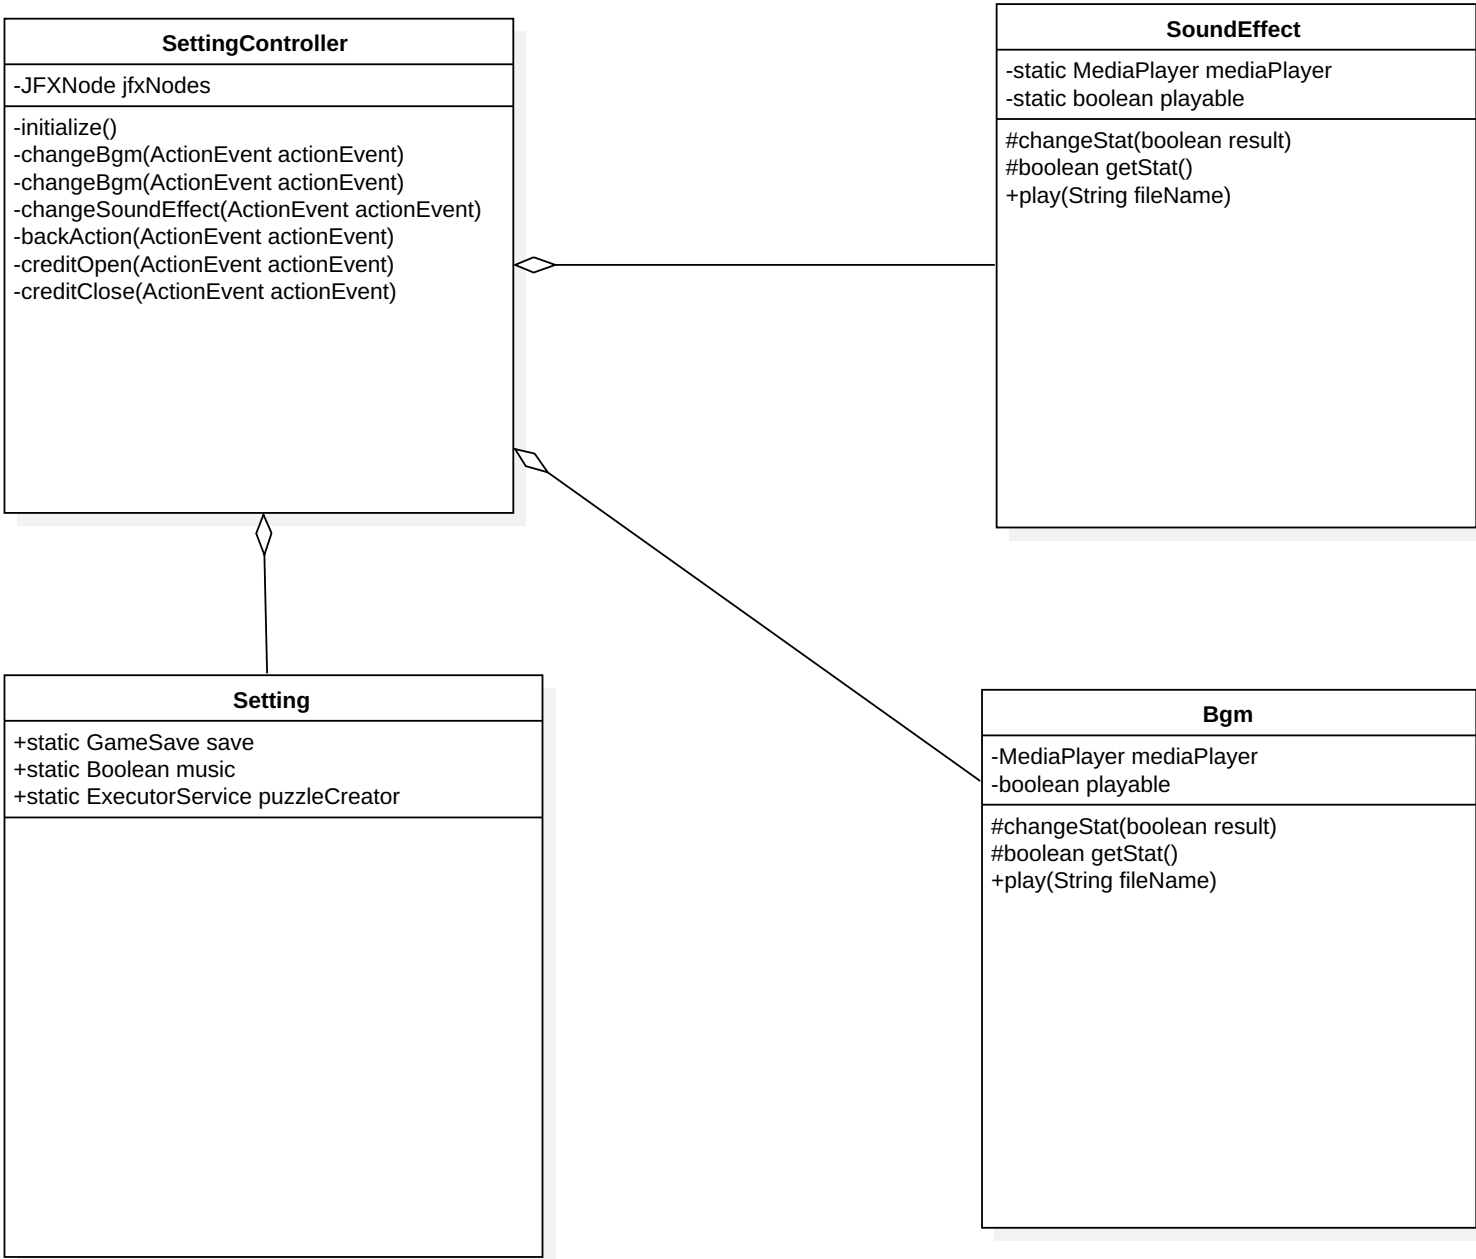 SettingController
-JFXNode jfxNodes
-initialize()
-changeBgm(ActionEvent actionEvent)
-changeBgm(ActionEvent actionEvent)
-changeSoundEffect(ActionEvent actionEvent)
-backAction(ActionEvent actionEvent)
-creditOpen(ActionEvent actionEvent)
-creditClose(ActionEvent actionEvent)
SoundEffect
-static MediaPlayer mediaPlayer
-static boolean playable
#changeStat(boolean result)
#boolean getStat()
+play(String fileName)
Setting
+static GameSave save
+static Boolean music
+static ExecutorService puzzleCreator
Bgm
-MediaPlayer mediaPlayer
-boolean playable
#changeStat(boolean result)
#boolean getStat()
+play(String fileName)